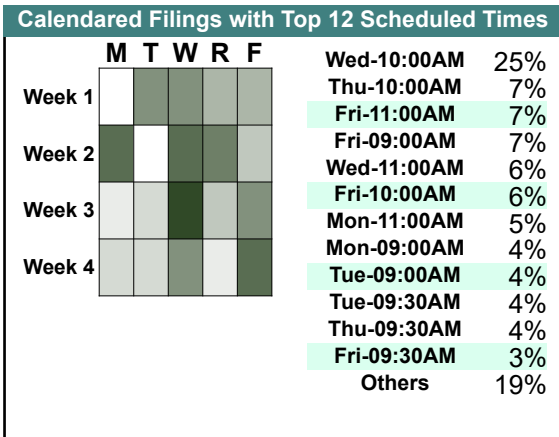 Calendared Filings with Top 12 Scheduled Times
M T W R F
Week 1
Week 2
Week 3
Week 4
Wed-10:00AM 25%
Thu-10:00AM 7%
Fri-11:00AM 7%
Fri-09:00AM 7%
Wed-11:00AM 6%
Fri-10:00AM 6%
Mon-11:00AM 5%
Mon-09:00AM 4%
Tue-09:00AM 4%
Tue-09:30AM 4%
Thu-09:30AM 4%
Fri-09:30AM 3%
Others 19%